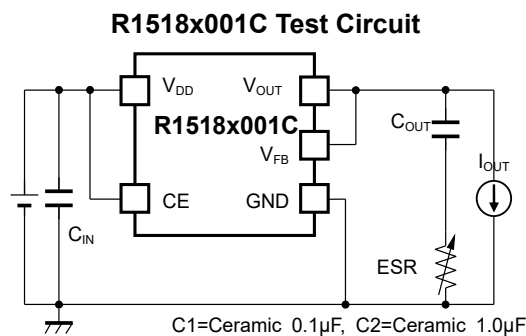 R1518x001C Test Circuit
VDD
VOUT
R1518x001C
VFB
COUT
IOUT
CE
GND
CIN
ESR
C1=Ceramic 0.1µF, C2=Ceramic 1.0µF